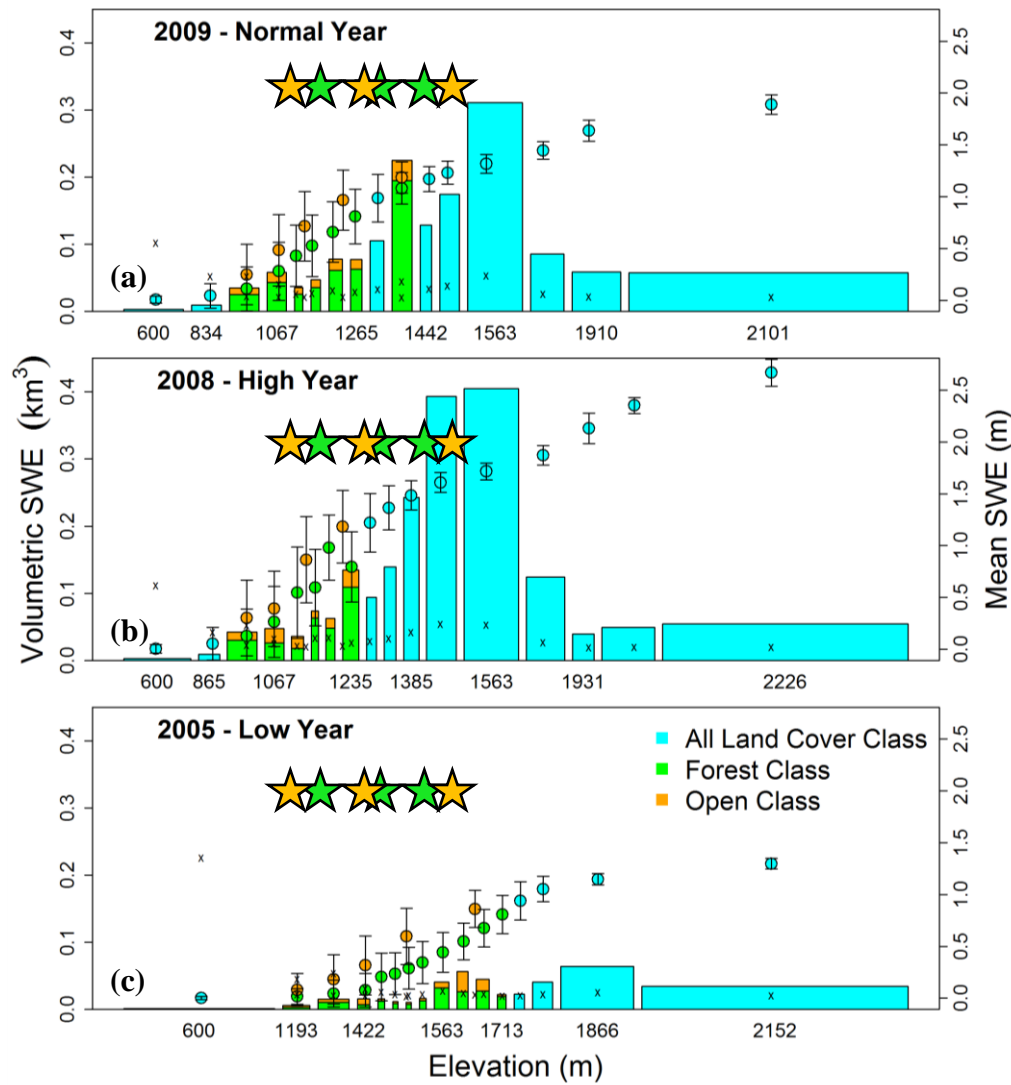 2009 - Normal Year
(a)
0.0 0.1 0.2 0.3 0.4
0.0 0.5 1.0 1.5 2.0 2.5
600 834 1067 1265 1442 1563 1910 2101
2008 - High Year
(b)
0.0 0.1 0.2 0.3 0.4
0.0 0.5 1.0 1.5 2.0 2.5
600 865 1067 1235 1385 1563 1931 2226
Volumetric SWE (km³)
Mean SWE (m)
2005 - Low Year
All Land Cover Class
Forest Class
Open Class
(c)
0.0 0.1 0.2 0.3 0.4
0.0 0.5 1.0 1.5 2.0 2.5
600 1193 1422 1563 1713 1866 2152
Elevation (m)